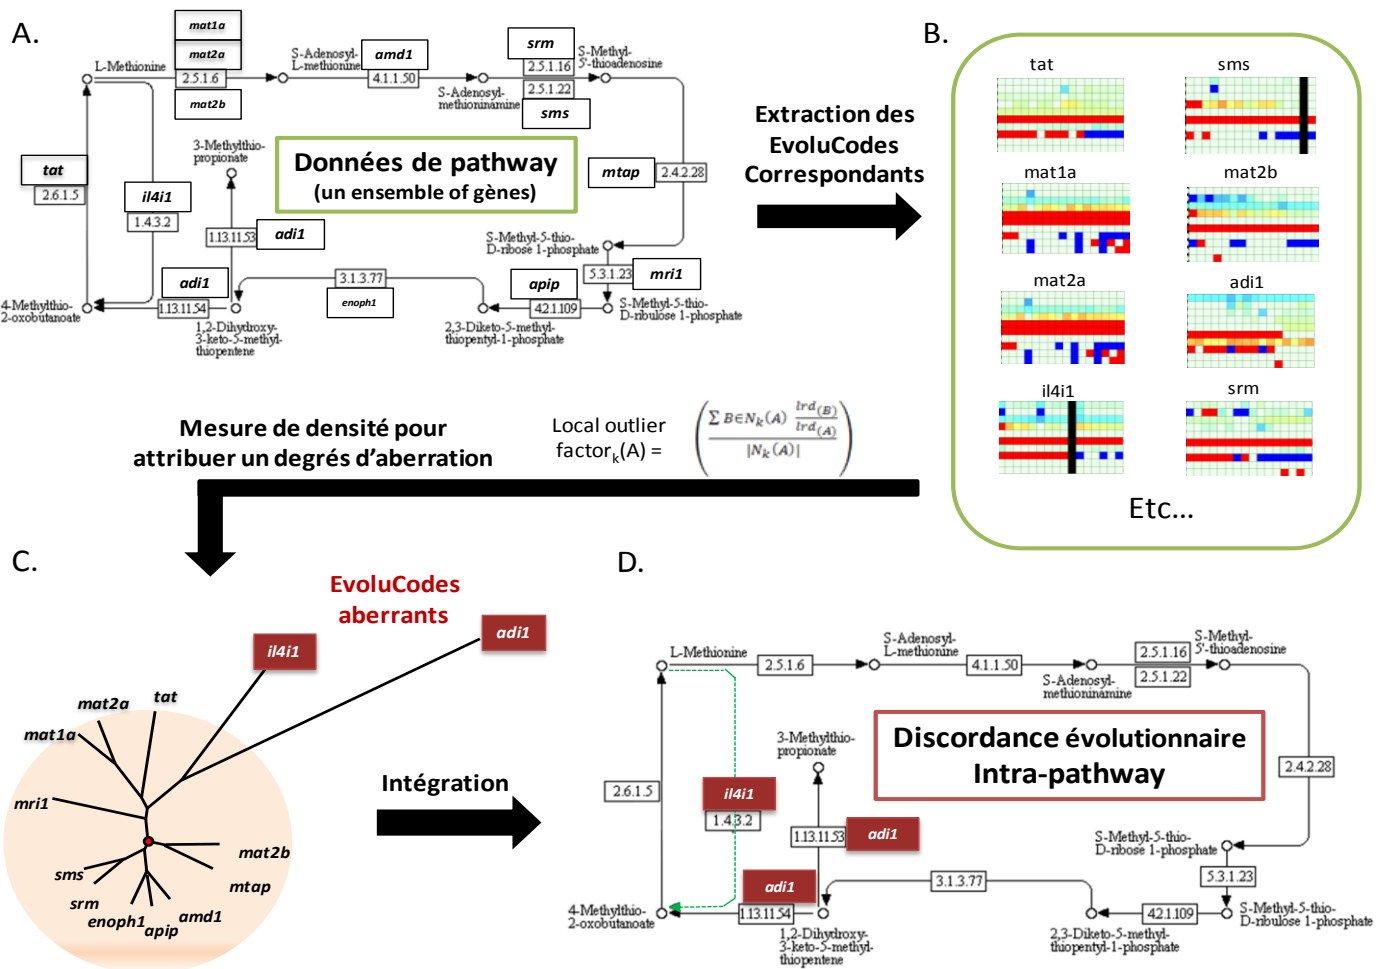 A.
mat1a
mat2a
L-Methionine
2.5.1.6
mat2b
S-Adenosyl-
L-methionine
amd1
4.1.1.50
S-Adenosyl-
methioninamine
srm
2.5.1.16
2.5.1.22
sms
S-Methyl-
5'-thioadenosine
tat
2.6.1.5
il4i1
1.4.3.2
3-Methylthio-
propionate
Données de pathway
(un ensemble of gènes)
mtap
2.4.2.28
1.13.11.53
adi1
S-Methyl-5-thio-
D-ribose 1-phosphate
5.3.1.23
mri1
adi1
1.13.11.54
3.1.3.77
enoph1
apip
4.2.1.109
4-Methylthio-
2-oxobutanoate
1,2-Dihydroxy-
3-keto-5-methyl-
thiopentene
2,3-Diketo-5-methyl-
thiopentyl-1-phosphate
S-Methyl-5-thio-
D-ribulose 1-phosphate
Extraction des
EvoluCodes
Correspondants
B.
tat
sms
mat1a
mat2b
mat2a
adi1
il4i1
srm
Etc...
Mesure de densité pour
attribuer un degrés d’aberration
Local outlier
factork(A) =
∑ B∈Nk(A) lrd(B)
lrd(A)
|Nk(A)|
C.
EvoluCodes
aberrants
il4i1
adi1
mat2a
tat
mat1a
mri1
mat2b
mtap
sms
srm
enoph1
apip
amd1
Intégration
D.
L-Methionine
2.5.1.6
S-Adenosyl-
L-methionine
4.1.1.50
S-Adenosyl-
methioninamine
2.5.1.16
2.5.1.22
S-Methyl-
5'-thioadenosine
3-Methylthio-
propionate
Discordance évolutionnaire
Intra-pathway
2.4.2.28
2.6.1.5
il4i1
1.4.3.2
1.13.11.53
adi1
S-Methyl-5-thio-
D-ribose 1-phosphate
5.3.1.23
adi1
1.13.11.54
3.1.3.77
4.2.1.109
4-Methylthio-
2-oxobutanoate
1,2-Dihydroxy-
3-keto-5-methyl-
thiopentene
2,3-Diketo-5-methyl-
thiopentyl-1-phosphate
S-Methyl-5-thio-
D-ribulose 1-phosphate